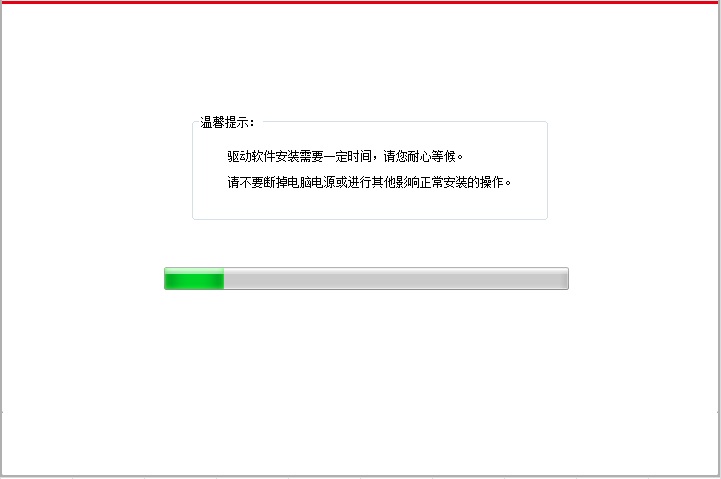 温馨提示：
驱动软件安装需要一定时间，请您耐心等候。
请不要断掉电脑电源或进行其他影响正常安装的操作。